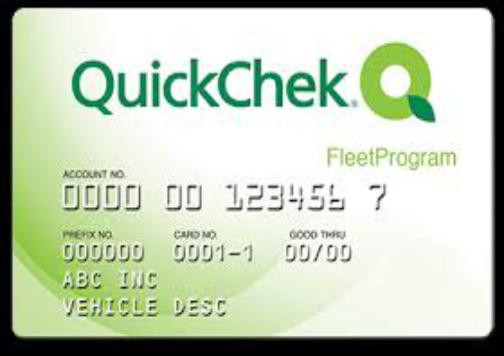 QuickChek.
FleetProgram
ACCOUNT NO.
0000 00 123456 7
PREFIX NO. CARD NO. GOOD THRU
000000 0001-1 00/00
ABC INC
VEHICLE DESC